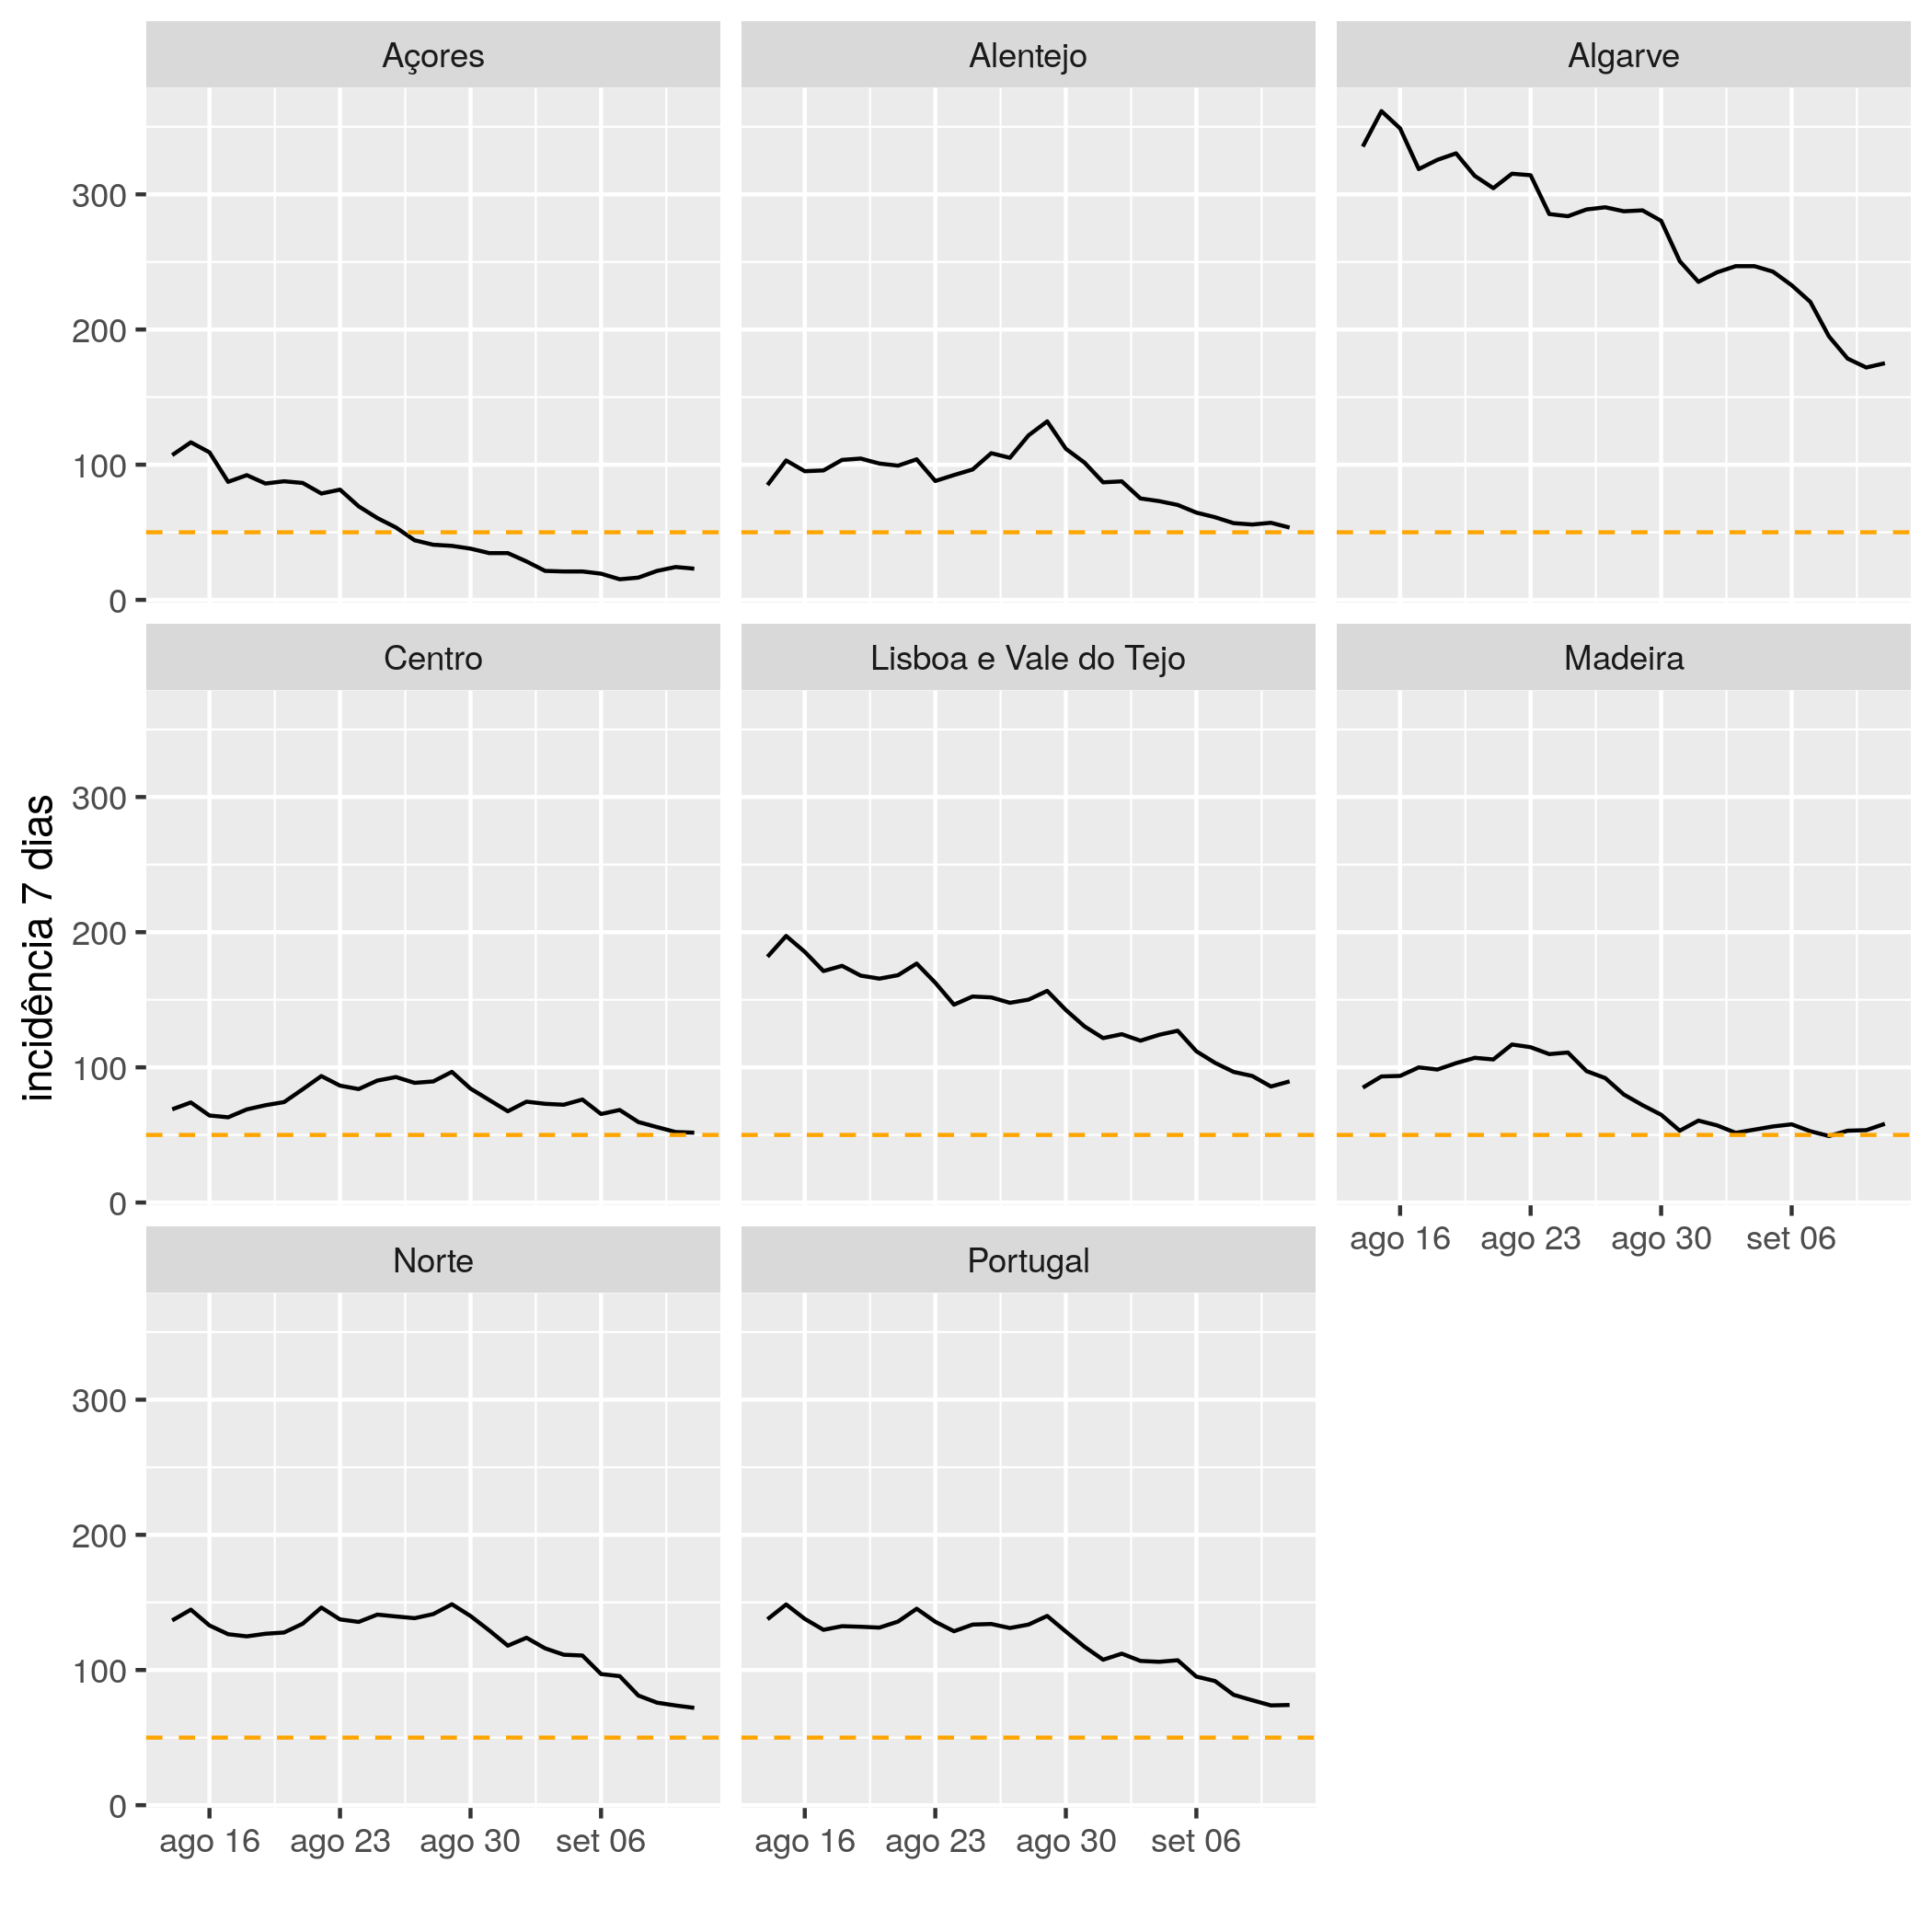 Açores
Alentejo
Algarve
300
200
100
0
Centro
Lisboa e Vale do Tejo
Madeira
incidência 7 dias
300
200
100
0
ago 16 ago 23 ago 30 set 06
Norte
Portugal
300
200
100
0
ago 16 ago 23 ago 30 set 06
ago 16 ago 23 ago 30 set 06